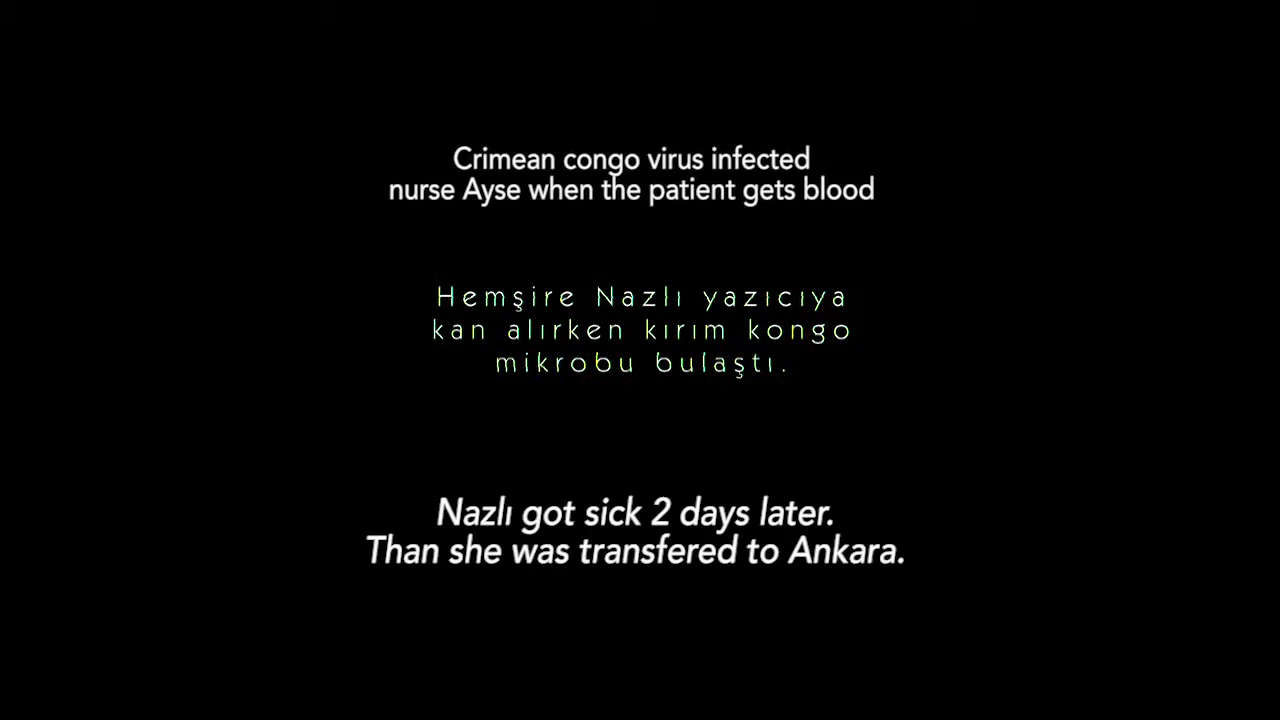 Crimean congo virus infected
nurse Ayse when the patient gets blood
Hemşire Nazlı yazıcıya
kan alırken kırım kongo
mikrobu bulaştı.
Nazlı got sick 2 days later.
Than she was transfered to Ankara.